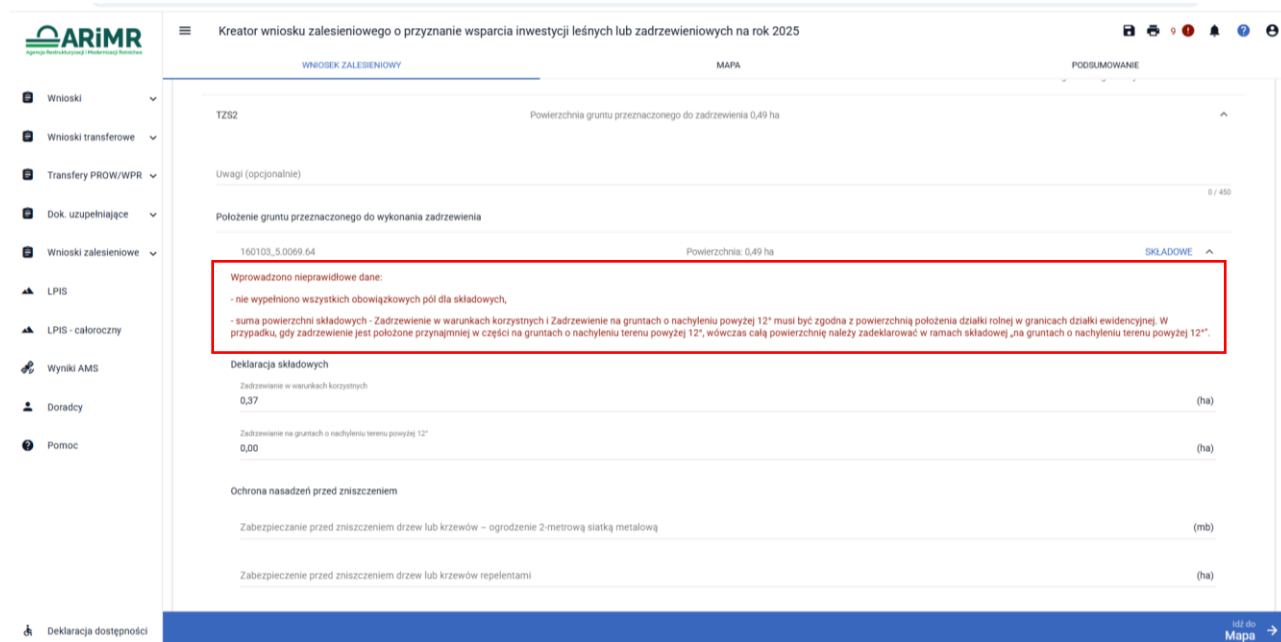 ARiMR
Agencja Restrukturyzacji i Modernizacji Rolnictwa
Kreator wniosku zalesieniowego o przyznanie wsparcia inwestycji leśnych lub zadrzewieniowych na rok 2025
9
WNIOSEK ZALESIENIOWY
MAPA
PODSUMOWANIE
Wnioski
Wnioski transferowe
Transfery PROW/WPR
Dok. uzupełniające
Wnioski zalesieniowe
LPIS
LPIS - całoroczny
Wyniki AMS
Doradcy
Pomoc
Deklaracja dostępności
TZS2
Powierzchnia gruntu przeznaczonego do zadrzewienia 0,49 ha
Uwagi (opcjonalnie)
0 / 450
Położenie gruntu przeznaczonego do wykonania zadrzewienia
160103_5.0069.64
Powierzchnia: 0,49 ha
SKŁADOWE
Wprowadzono nieprawidłowe dane:
- nie wypełniono wszystkich obowiązkowych pól dla składowych,
- suma powierzchni składowych - Zadrzewienie w warunkach korzystnych i Zadrzewienie na gruntach o nachyleniu powyżej 12° musi być zgodna z powierzchnią położenia działki rolnej w granicach działki ewidencyjnej. W
przypadku, gdy zadrzewienie jest położone przynajmniej w części na gruntach o nachyleniu terenu powyżej 12°, wówczas całą powierzchnię należy zadeklarować w ramach składowej „na gruntach o nachyleniu terenu powyżej 12°”.
Deklaracja składowych
Zadrzewianie w warunkach korzystnych
0,37
(ha)
Zadrzewianie na gruntach o nachyleniu terenu powyżej 12°
0,00
(ha)
Ochrona nasadzeń przed zniszczeniem
Zabezpieczanie przed zniszczeniem drzew lub krzewów – ogrodzenie 2-metrową siatką metalową
(mb)
Zabezpieczenie przed zniszczeniem drzew lub krzewów repelentami
(ha)
Idź do
Mapa